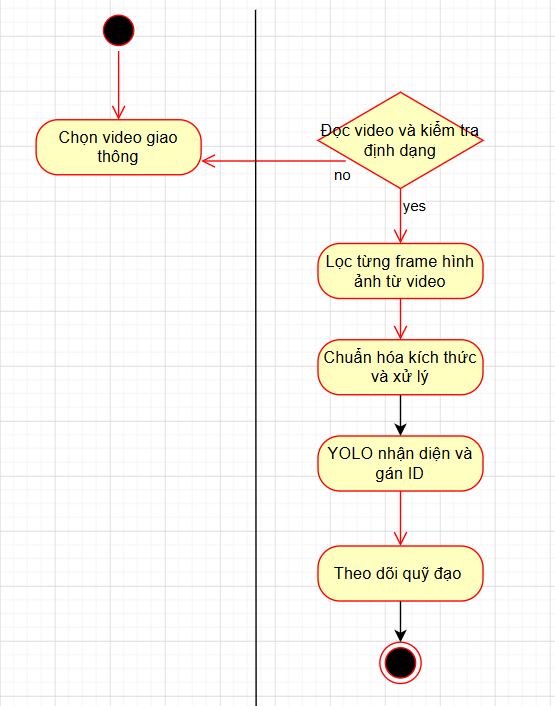 Chọn video giao
thông
Đọc video và kiểm tra
định dạng
no
yes
Lọc từng frame hình
ảnh từ video
Chuẩn hóa kích thức
và xử lý
YOLO nhận diện và
gán ID
Theo dõi quỹ đạo